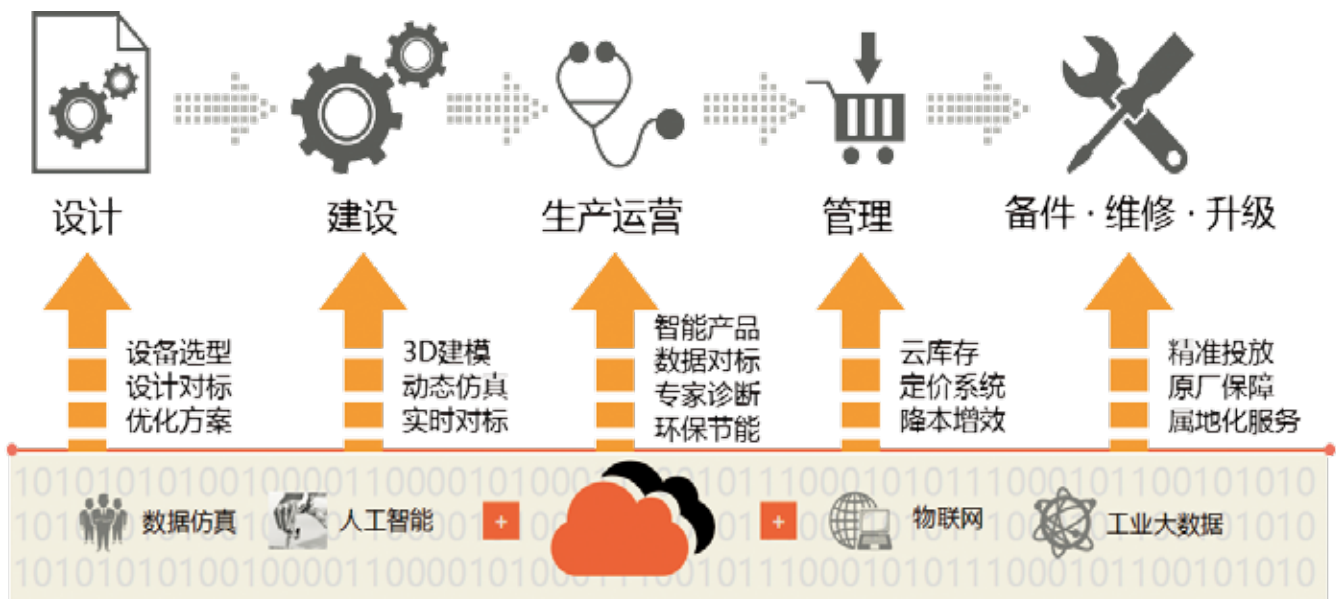 设计
建设
生产运营
管理
备件·维修·升级
设备选型
设计对标
优化方案
3D建模
动态仿真
实时对标
智能产品
数据对标
专家诊断
环保节能
云库存
定价系统
降本增效
精准投放
原厂保障
属地化服务
数据仿真
人工智能
+
+
物联网
工业大数据